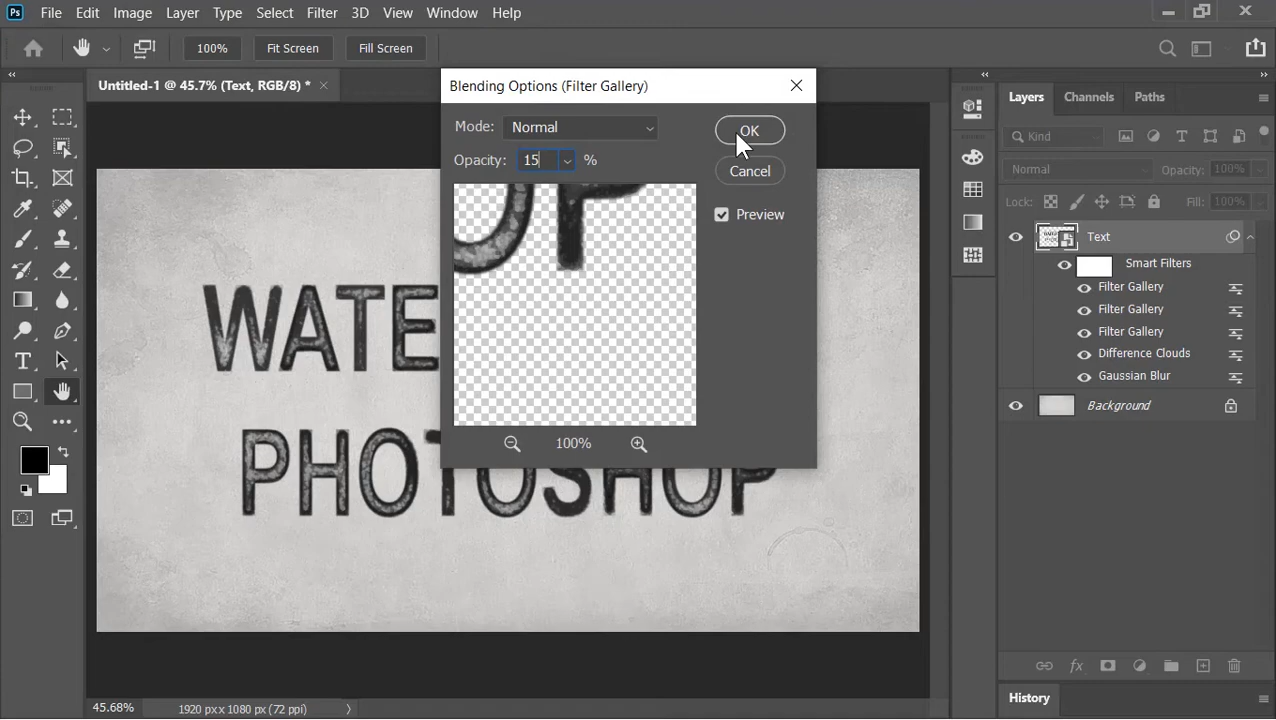 Ps File Edit Image Layer Type Select Filter 3D View Window Help
100% Fit Screen Fill Screen
Untitled-1 @ 45.7% (Text, RGB/8) *
Blending Options (Filter Gallery)
Mode: Normal
OK
Opacity: 15 %
Cancel
Preview
OP
100%
WATE
PHOTOSHOP
Layers Channels Paths
Kind
Normal Opacity: 100%
Lock: Fill: 100%
Text
Smart Filters
Filter Gallery
Filter Gallery
Filter Gallery
Difference Clouds
Gaussian Blur
Background
History
45.68% 1920 px x 1080 px (72 ppi)